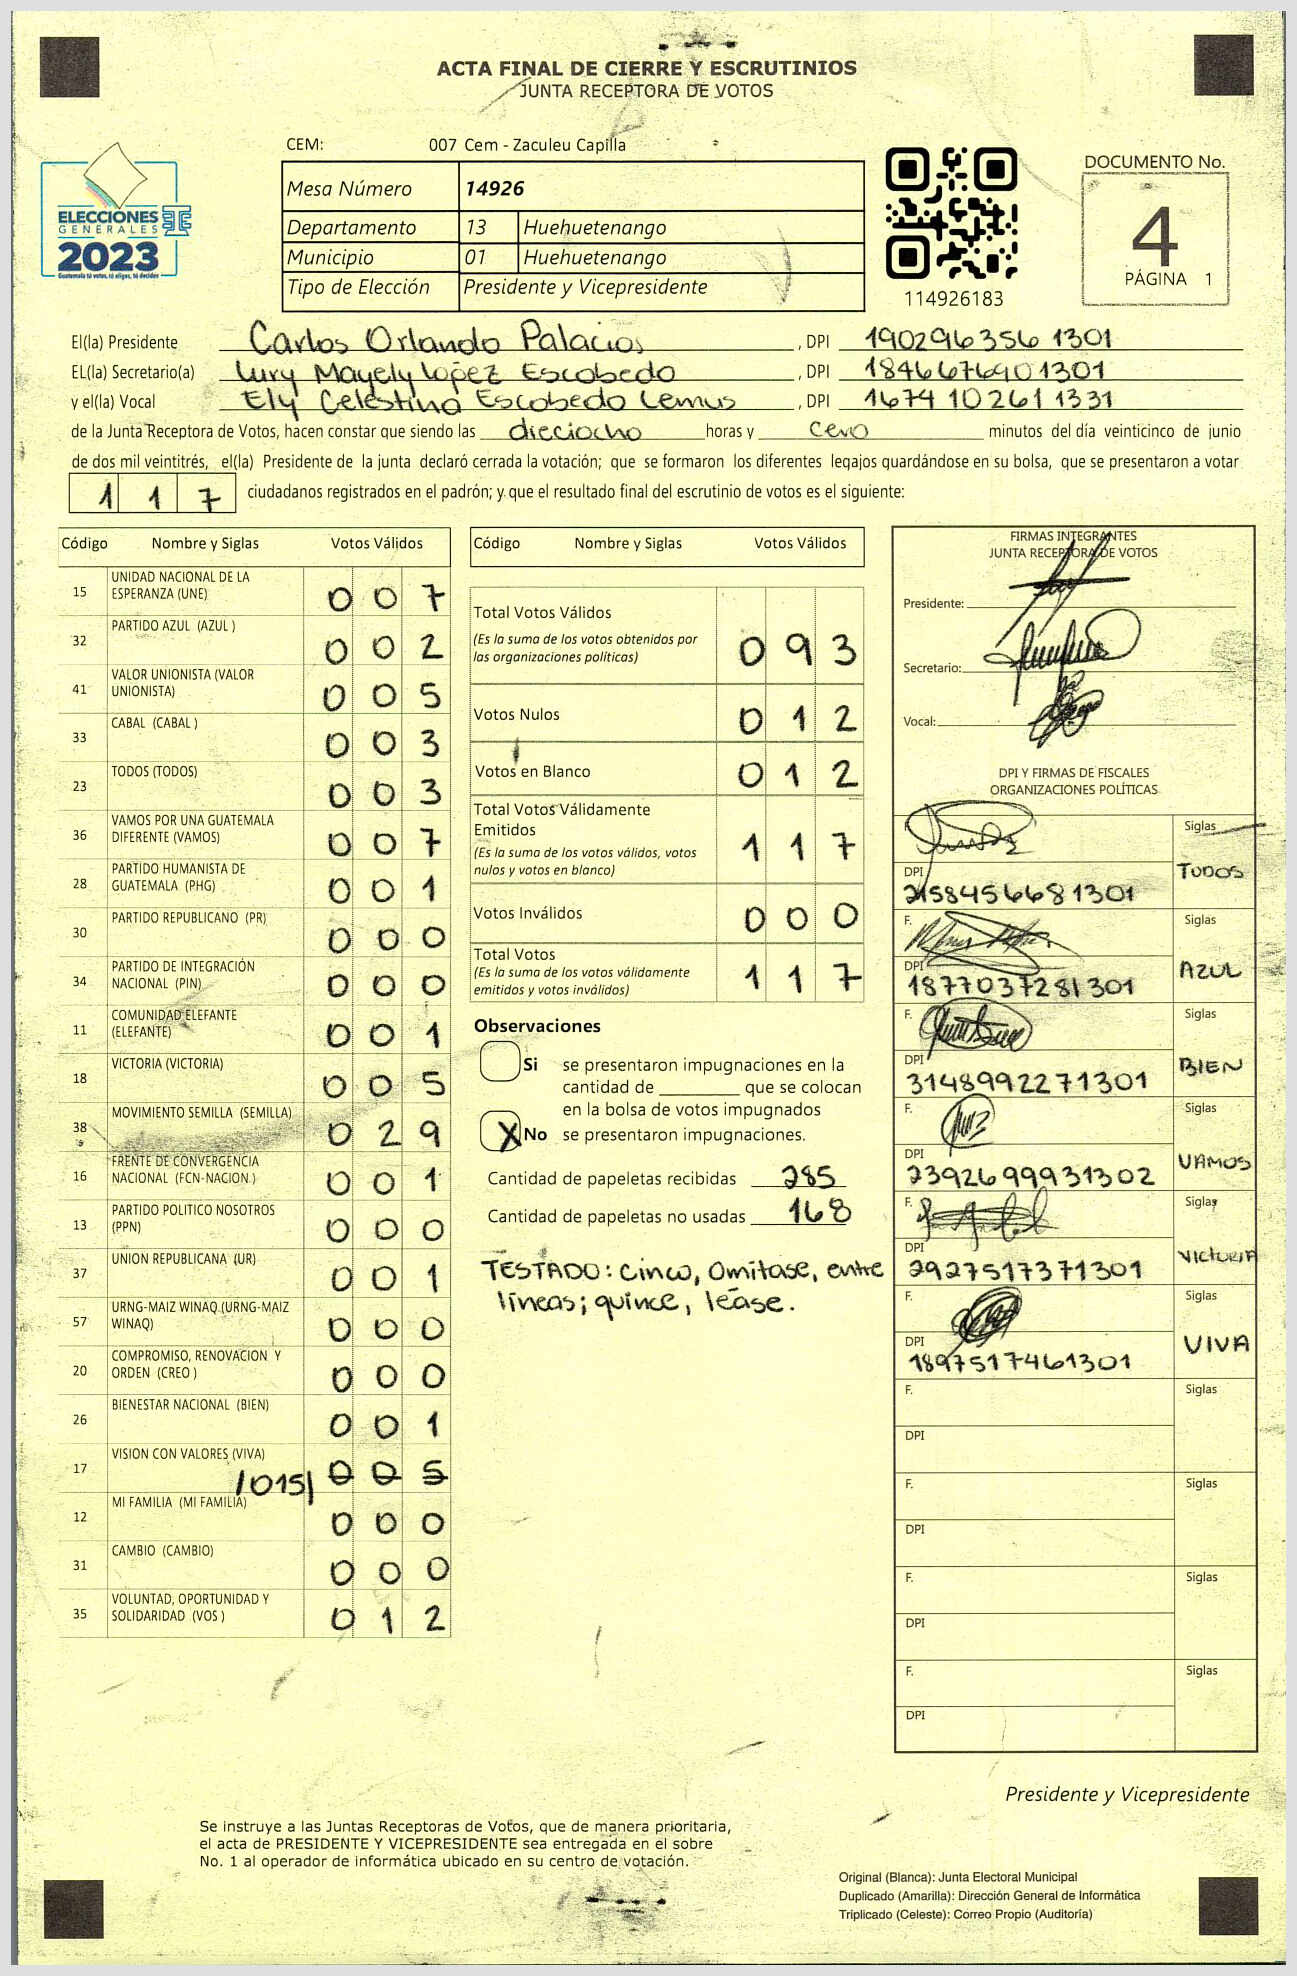 ACTA FINAL DE CIERRE Y ESCRUTINIOS
JUNTA RECEPTORA DE VOTOS
CEM: 007 Cem - Zaculeu Capilla
ELECCIONES
GENERALES
2023
Guatemala tú votas, tú eliges, tú decides
Mesa Número 14926
Departamento 13 Huehuetenango
Municipio 01 Huehuetenango
Tipo de Elección Presidente y Vicepresidente
114926183
DOCUMENTO No.
4
PÁGINA 1
El(la) Presidente Carlos Orlando Palacios, DPI 190296356 1301
EL(la) Secretario(a) Lury Mayely López Escobedo, DPI 1846676901301
y el(la) Vocal Ely Celestina Escobedo Lemus, DPI 1674 10261 1331
de la Junta Receptora de Votos, hacen constar que siendo las dieciocho horas y cero minutos del día veinticinco de junio
de dos mil veintitrés, el(la) Presidente de la junta declaró cerrada la votación; que se formaron los diferentes legajos guardándose en su bolsa, que se presentaron a votar
1 1 7 ciudadanos registrados en el padrón; y que el resultado final del escrutinio de votos es el siguiente:
Código Nombre y Siglas Votos Válidos
15 UNIDAD NACIONAL DE LA ESPERANZA (UNE) 0 0 7
32 PARTIDO AZUL (AZUL ) 0 0 2
41 VALOR UNIONISTA (VALOR UNIONISTA) 0 0 5
33 CABAL (CABAL ) 0 0 3
23 TODOS (TODOS) 0 0 3
36 VAMOS POR UNA GUATEMALA DIFERENTE (VAMOS) 0 0 7
28 PARTIDO HUMANISTA DE GUATEMALA (PHG) 0 0 1
30 PARTIDO REPUBLICANO (PR) 0 0 0
34 PARTIDO DE INTEGRACIÓN NACIONAL (PIN) 0 0 0
11 COMUNIDAD ELEFANTE (ELEFANTE) 0 0 1
18 VICTORIA (VICTORIA) 0 0 5
38 MOVIMIENTO SEMILLA (SEMILLA) 0 2 9
16 FRENTE DE CONVERGENCIA NACIONAL (FCN-NACION ) 0 0 1
13 PARTIDO POLITICO NOSOTROS (PPN) 0 0 0
37 UNION REPUBLICANA (UR) 0 0 1
57 URNG-MAIZ WINAQ (URNG-MAIZ WINAQ) 0 0 0
20 COMPROMISO, RENOVACION Y ORDEN (CREO ) 0 0 0
26 BIENESTAR NACIONAL (BIEN) 0 0 1
17 VISION CON VALORES (VIVA) /015/ 0 0 5
12 MI FAMILIA (MI FAMILIA) 0 0 0
31 CAMBIO (CAMBIO) 0 0 0
35 VOLUNTAD, OPORTUNIDAD Y SOLIDARIDAD (VOS ) 0 1 2
Código Nombre y Siglas Votos Válidos
Total Votos Válidos 0 9 3
(Es la suma de los votos obtenidos por
las organizaciones políticas)
Votos Nulos 0 1 2
Votos en Blanco 0 1 2
Total Votos Válidamente
Emitidos 1 1 7
(Es la suma de los votos válidos, votos
nulos y votos en blanco)
Votos Inválidos 0 0 0
Total Votos 1 1 7
(Es la suma de los votos válidamente
emitidos y votos inválidos)
Observaciones
Si se presentaron impugnaciones en la
cantidad de ________ que se colocan
en la bolsa de votos impugnados
X No se presentaron impugnaciones.
Cantidad de papeletas recibidas 285
Cantidad de papeletas no usadas 168
TESTADO: cinco, Omitase, entre
líneas; quince, léase.
FIRMAS INTEGRANTES
JUNTA RECEPTORA DE VOTOS
Presidente:
Secretario:
Vocal:
DPI Y FIRMAS DE FISCALES
ORGANIZACIONES POLÍTICAS
F. Siglas
DPI 2158456681301 TODOS
F. Siglas
DPI 1877037281301 AZUL
F. Siglas
DPI 3148992271301 BIEN
F. Siglas
DPI 2392699931302 VAMOS
F. Siglas
DPI 2927517371301 VICTORIA
F. Siglas
DPI 1897517461301 VIVA
F. Siglas
DPI
F. Siglas
DPI
F. Siglas
DPI
F. Siglas
DPI
Presidente y Vicepresidente
Se instruye a las Juntas Receptoras de Votos, que de manera prioritaria,
el acta de PRESIDENTE Y VICEPRESIDENTE sea entregada en el sobre
No. 1 al operador de informática ubicado en su centro de votación.
Original (Blanca): Junta Electoral Municipal
Duplicado (Amarilla): Dirección General de Informática
Triplicado (Celeste): Correo Propio (Auditoría)